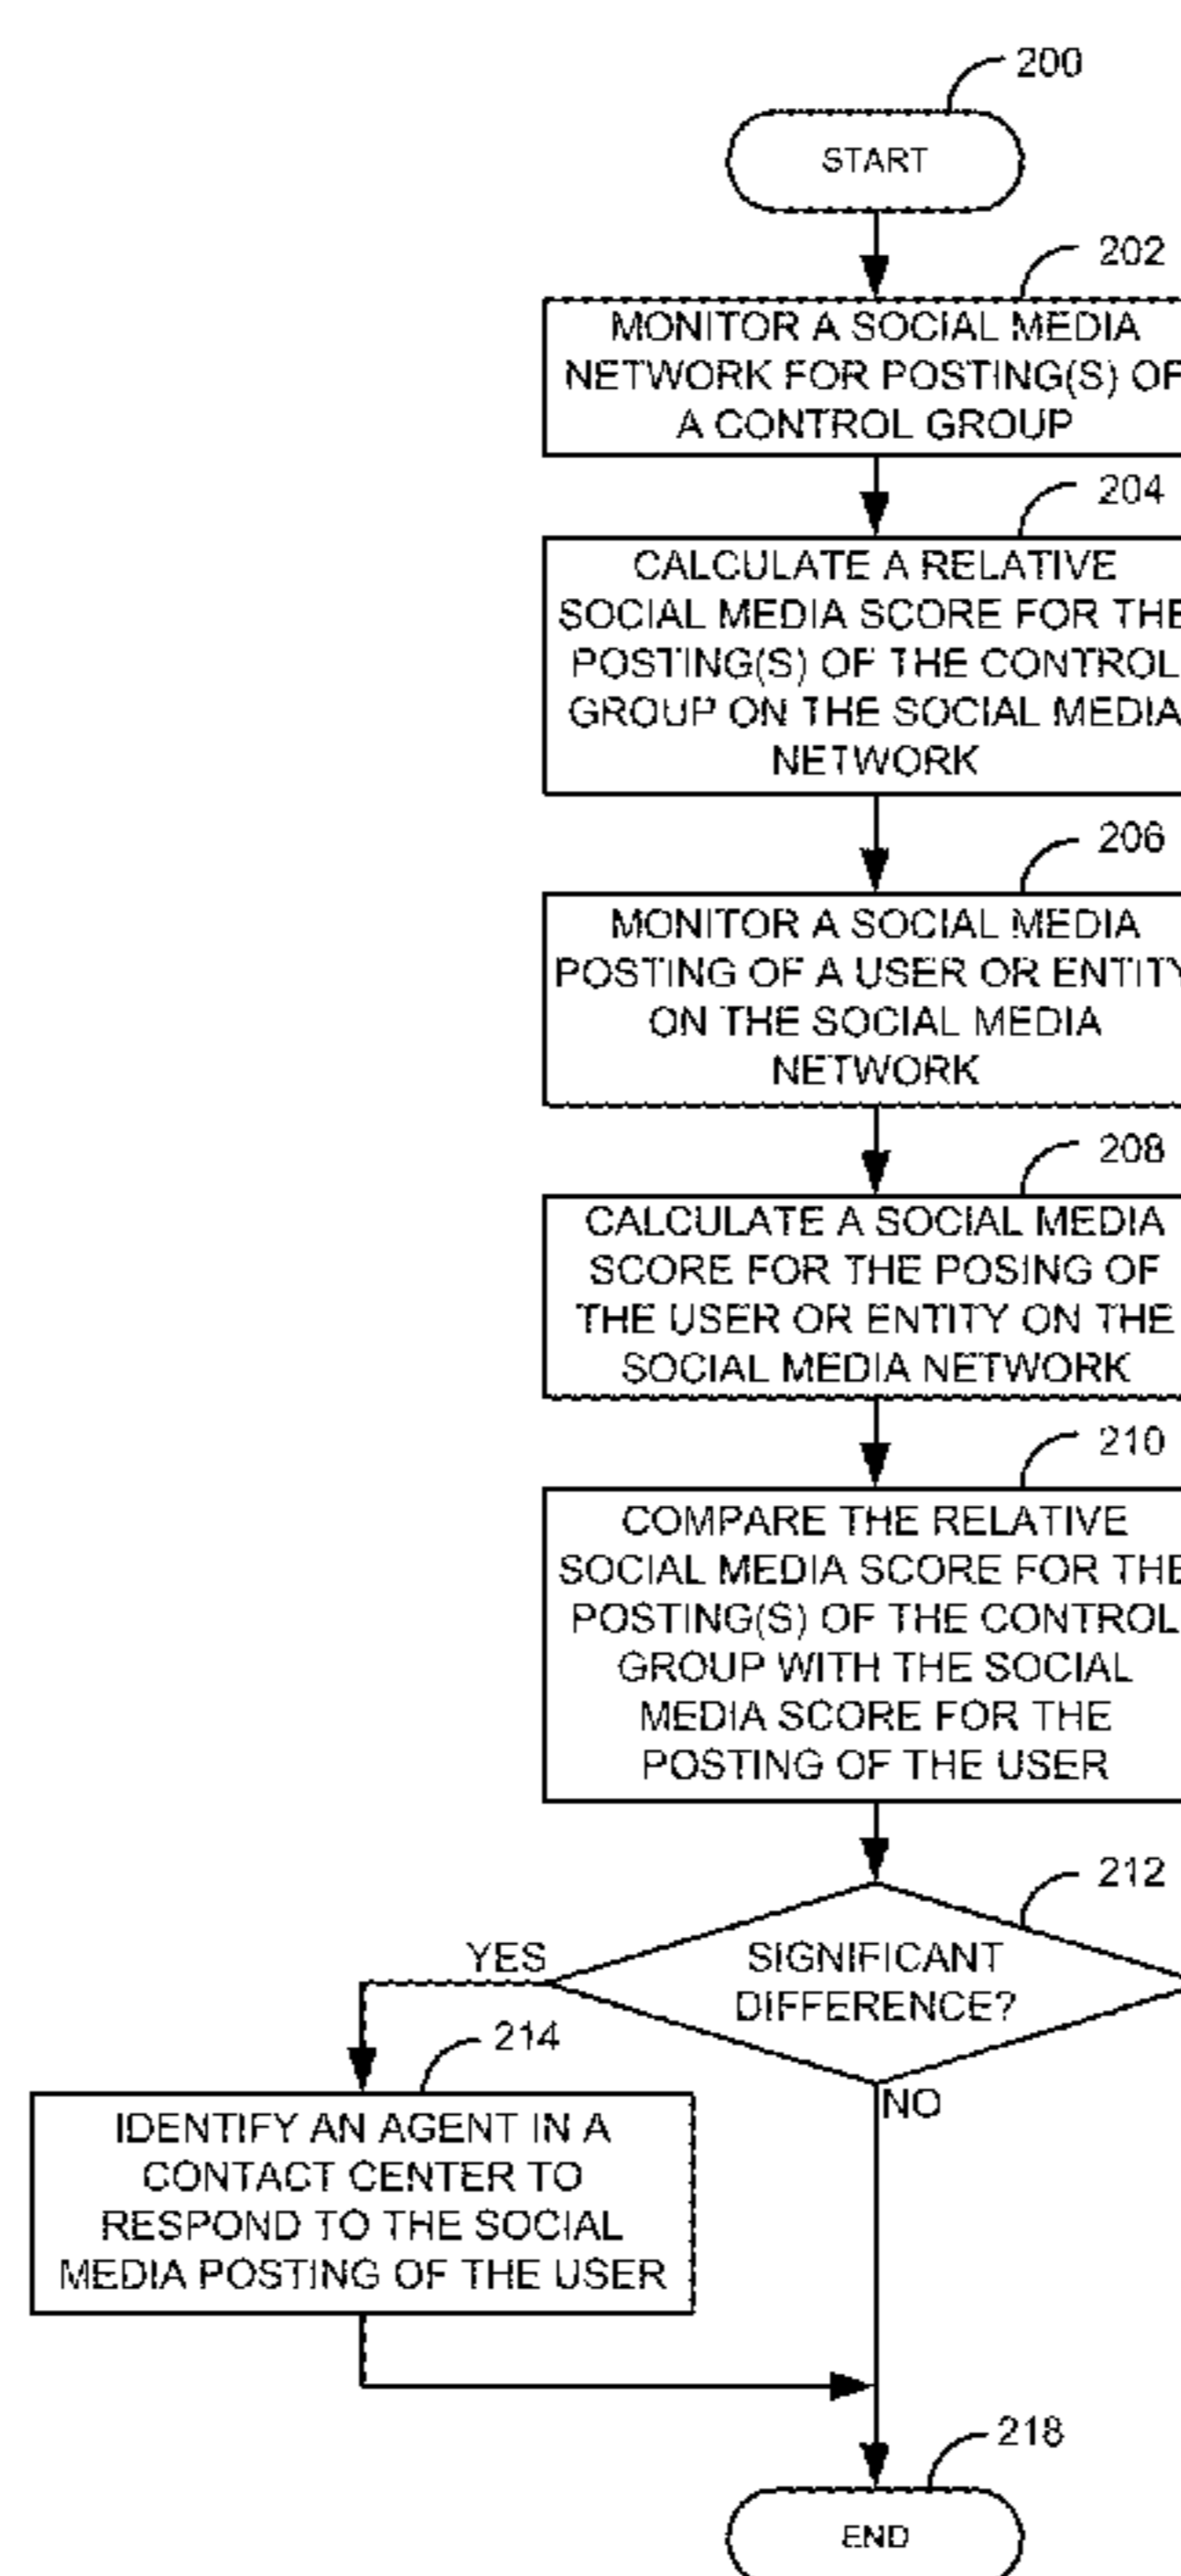 200
START
202
MONITOR A SOCIAL MEDIA
NETWORK FOR POSTING(S) OF
A CONTROL GROUP
204
CALCULATE A RELATIVE
SOCIAL MEDIA SCORE FOR THE
POSTING(S) OF THE CONTROL
GROUP ON THE SOCIAL MEDIA
NETWORK
206
MONITOR A SOCIAL MEDIA
POSTING OF A USER OR ENTITY
ON THE SOCIAL MEDIA
NETWORK
208
CALCULATE A SOCIAL MEDIA
SCORE FOR THE POSING OF
THE USER OR ENTITY ON THE
SOCIAL MEDIA NETWORK
210
COMPARE THE RELATIVE
SOCIAL MEDIA SCORE FOR THE
POSTING(S) OF THE CONTROL
GROUP WITH THE SOCIAL
MEDIA SCORE FOR THE
POSTING OF THE USER
212
SIGNIFICANT
DIFFERENCE?
YES
NO
214
IDENTIFY AN AGENT IN A
CONTACT CENTER TO
RESPOND TO THE SOCIAL
MEDIA POSTING OF THE USER
218
END